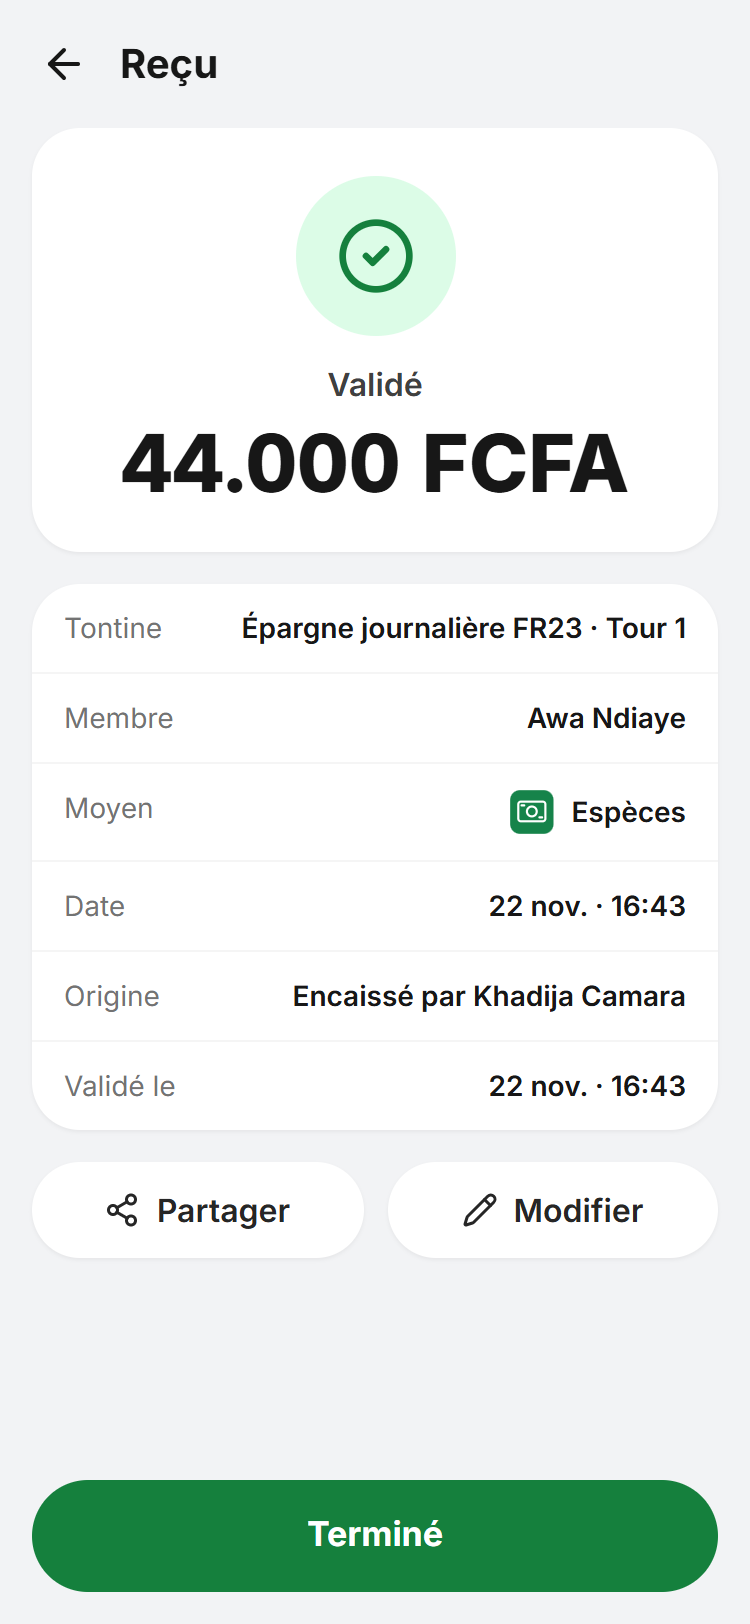 Reçu
Validé
44.000 FCFA
Tontine Épargne journalière FR23 · Tour 1
Membre Awa Ndiaye
Moyen Espèces
Date 22 nov. · 16:43
Origine Encaissé par Khadija Camara
Validé le 22 nov. · 16:43
Partager Modifier
Terminé